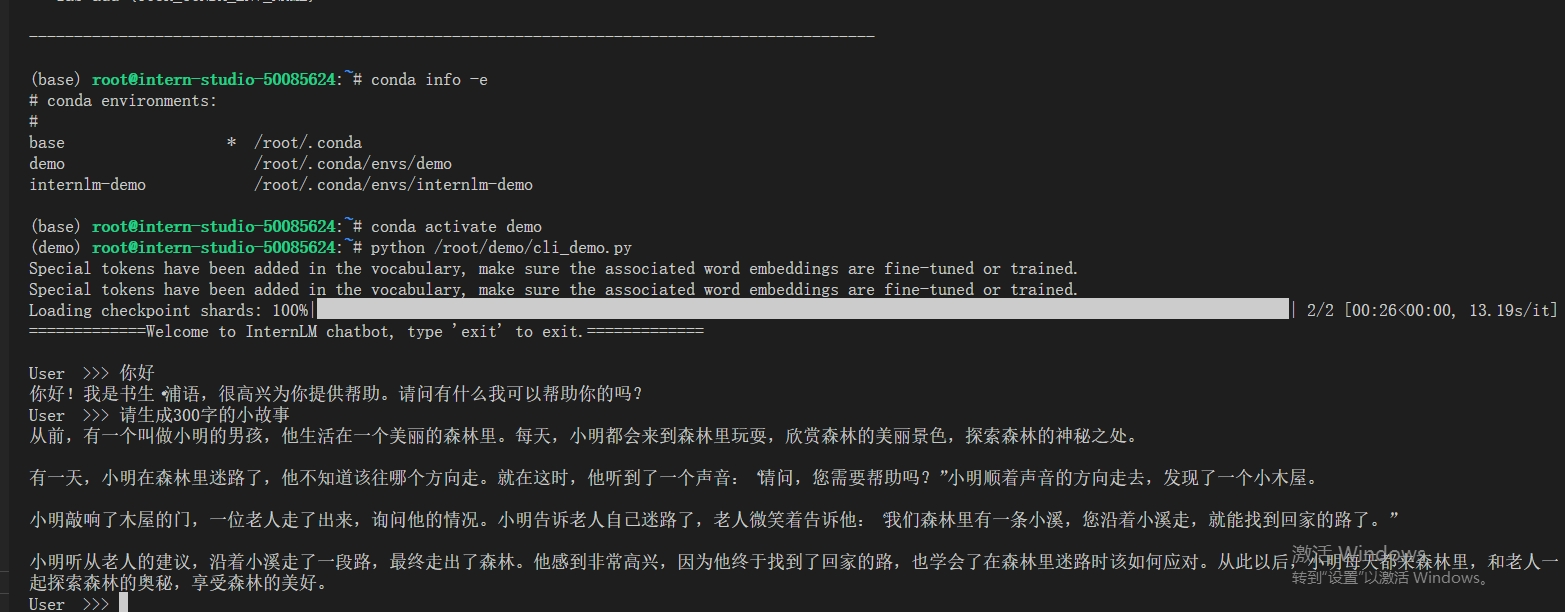 ------------------------------------------------------------------------------------------
(base) root@intern-studio-50085624:~# conda info -e
# conda environments:
#
base                  *  /root/.conda
demo                     /root/.conda/envs/demo
internlm-demo            /root/.conda/envs/internlm-demo
(base) root@intern-studio-50085624:~# conda activate demo
(demo) root@intern-studio-50085624:~# python /root/demo/cli_demo.py
Special tokens have been added in the vocabulary, make sure the associated word embeddings are fine-tuned or trained.
Special tokens have been added in the vocabulary, make sure the associated word embeddings are fine-tuned or trained.
Loading checkpoint shards: 100%| | 2/2 [00:26<00:00, 13.19s/it]
=============Welcome to InternLM chatbot, type 'exit' to exit.=============
User  >>> 你好
你好！我是书生·浦语，很高兴为你提供帮助。请问有什么我可以帮助你的吗？
User  >>> 请生成300字的小故事
从前，有一个叫做小明的男孩，他生活在一个美丽的森林里。每天，小明都会来到森林里玩耍，欣赏森林的美丽景色，探索森林的神秘之处。
有一天，小明在森林里迷路了，他不知道该往哪个方向走。就在这时，他听到了一个声音：“请问，您需要帮助吗？”小明顺着声音的方向走去，发现了一个小木屋。
小明敲响了木屋的门，一位老人走了出来，询问他的情况。小明告诉老人自己迷路了，老人微笑着告诉他：“我们森林里有一条小溪，您沿着小溪走，就能找到回家的路了。”
小明听从老人的建议，沿着小溪走了一段路，最终走出了森林。他感到非常高兴，因为他终于找到了回家的路，也学会了在森林里迷路时该如何应对。从此以后，小明每天都来森林里，和老人一
起探索森林的奥秘，享受森林的美好。
User  >>>
激活 Windows
转到“设置”以激活 Windows。